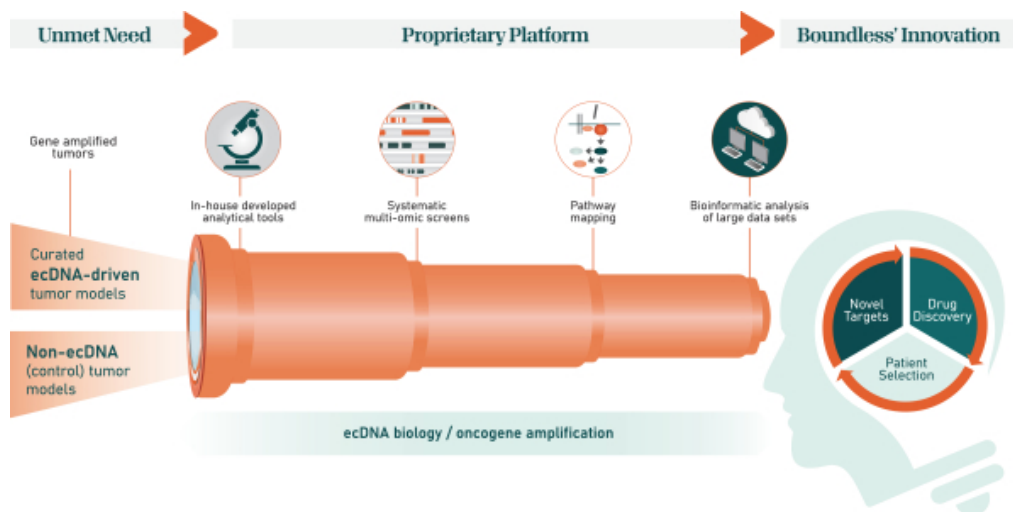 Unmet Need
Proprietary Platform
Boundless' Innovation
Gene amplified
tumors
In-house developed
analytical tools
Systematic
multi-omic screens
Pathway
mapping
Bioinformatic analysis
of large data sets
Curated
ecDNA-driven
tumor models
Non-ecDNA
(control) tumor
models
Novel
Targets
Drug
Discovery
Patient
Selection
ecDNA biology / oncogene amplification